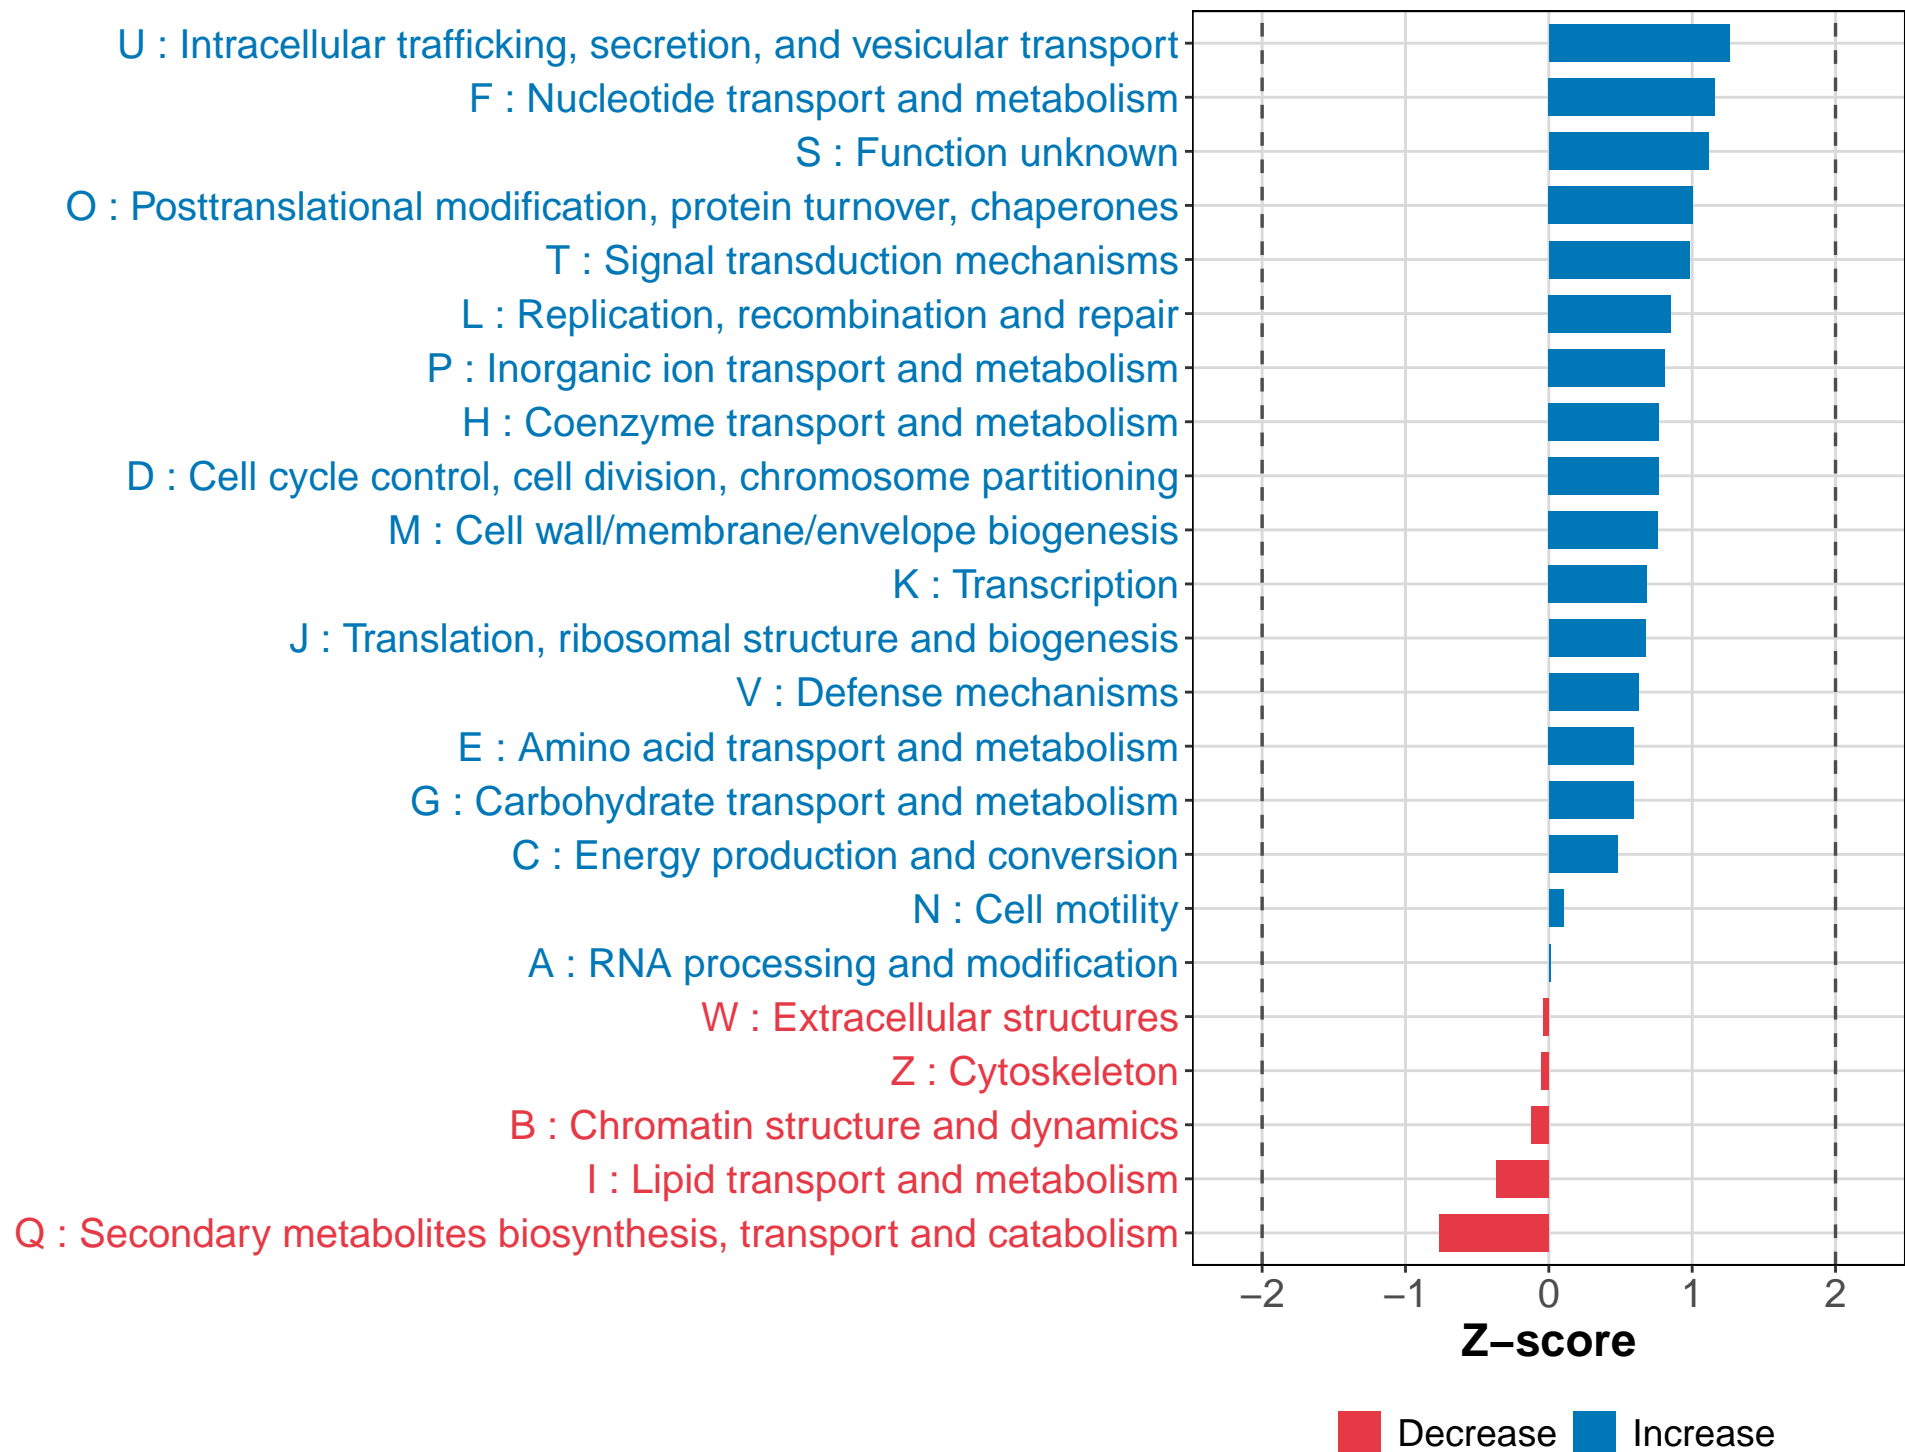 U : Intracellular trafficking, secretion, and vesicular transport
F : Nucleotide transport and metabolism
S : Function unknown
O : Posttranslational modification, protein turnover, chaperones
T : Signal transduction mechanisms
L : Replication, recombination and repair
P : Inorganic ion transport and metabolism
H : Coenzyme transport and metabolism
D : Cell cycle control, cell division, chromosome partitioning
M : Cell wall/membrane/envelope biogenesis
K : Transcription
J : Translation, ribosomal structure and biogenesis
V : Defense mechanisms
E : Amino acid transport and metabolism
G : Carbohydrate transport and metabolism
C : Energy production and conversion
N : Cell motility
A : RNA processing and modification
W : Extracellular structures
Z : Cytoskeleton
B : Chromatin structure and dynamics
I : Lipid transport and metabolism
Q : Secondary metabolites biosynthesis, transport and catabolism
−2 −1 0 1 2
Z−score
Decrease Increase